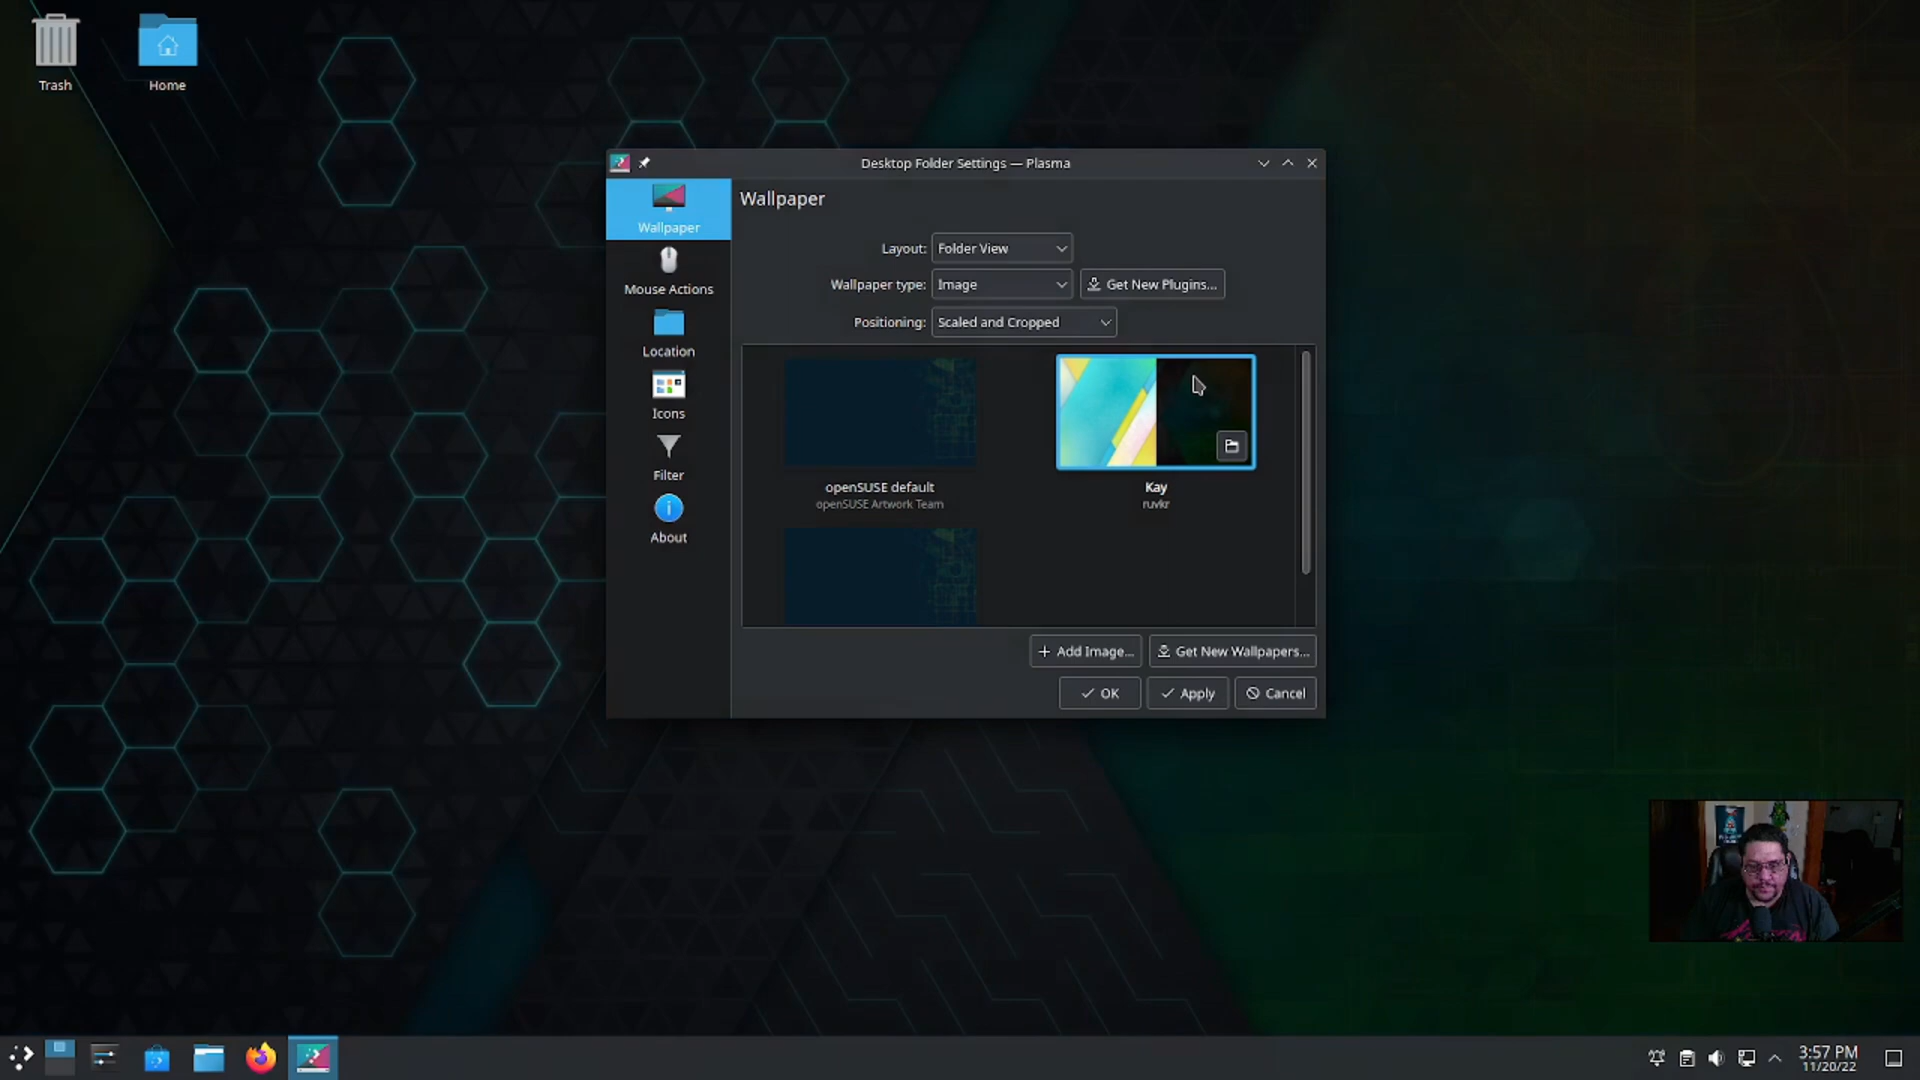 Trash
Home
Desktop Folder Settings — Plasma
Wallpaper
Mouse Actions
Location
Icons
Filter
About
Wallpaper
Layout: Folder View
Wallpaper type: Image Get New Plugins...
Positioning: Scaled and Cropped
openSUSE default
openSUSE Artwork Team
Kay
ruvkr
Add Image... Get New Wallpapers...
OK Apply Cancel
3:57 PM
11/20/22